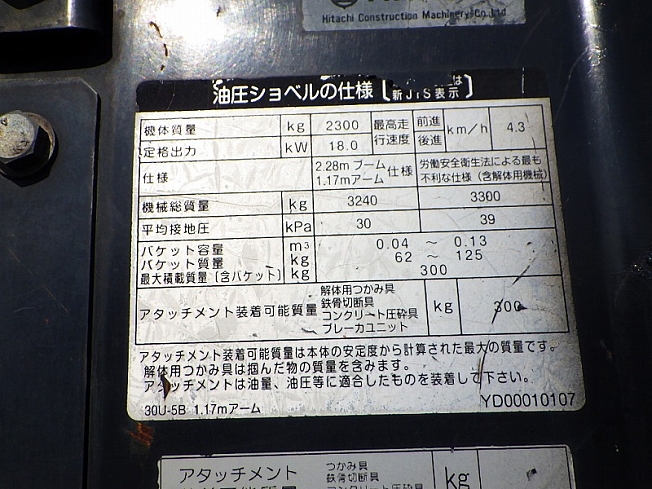 Hitachi Construction Machinery Co.,Ltd
油圧ショベルの仕様〔 は新JIS表示〕
機体質量 kg 2300 最高走行速度 前進後進 km/h 4.3
定格出力 kW 18.0
仕様 2.28mブーム 1.17mアーム 仕様 労働安全衛生法による最も不利な仕様(含解体用機械)
機械総質量 kg 3240 3300
平均接地圧 kPa 30 39
バケット容量 m³ 0.04 ～ 0.13
バケット質量 kg 62 ～ 125
最大積載質量(含バケット) kg 300
アタッチメント装着可能質量 解体用つかみ具 鉄骨切断具 コンクリート圧砕具 ブレーカユニット kg 300
アタッチメント装着可能質量は本体の安定度から計算された最大の質量です。
解体用つかみ具は掴んだ物の質量を含みます。
アタッチメントは油量、油圧等に適合したものを装着して下さい。
30U-5B 1.17mアーム YD00010107
アタッチメント つかみ具 鉄骨切断具 kg